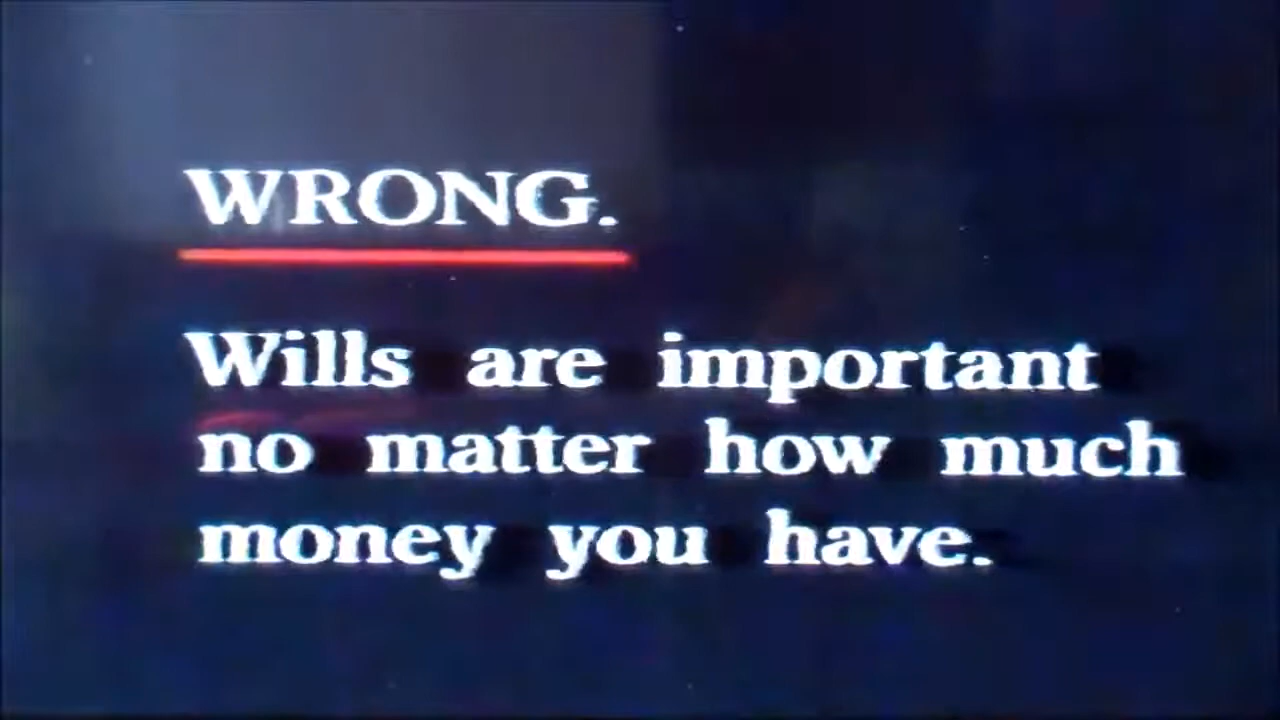 WRONG.
Wills are important
no matter how much
money you have.